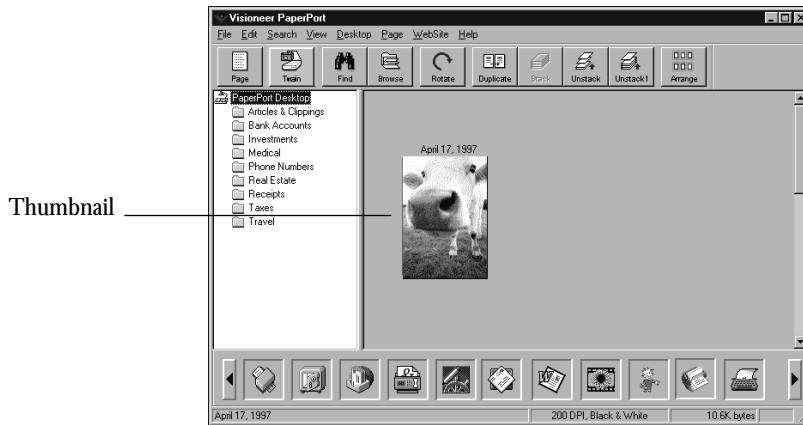 Visioneer PaperPort
File Edit Search View Desktop Page WebSite Help
Page Twain Find Browse Rotate Duplicate Stack Unstack Unstack1 Arrange
PaperPort Desktop
Articles & Clippings
Bank Accounts
Investments
Medical
Phone Numbers
Real Estate
Receipts
Taxes
Travel
April 17, 1997
Thumbnail
April 17, 1997 200 DPI, Black & White 10.6K bytes